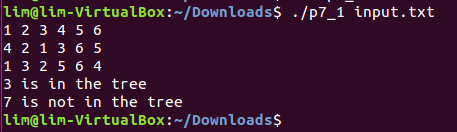 lim@lim-VirtualBox:~/Downloads$ ./p7_1 input.txt
1 2 3 4 5 6
4 2 1 3 6 5
1 3 2 5 6 4
3 is in the tree
7 is not in the tree
lim@lim-VirtualBox:~/Downloads$